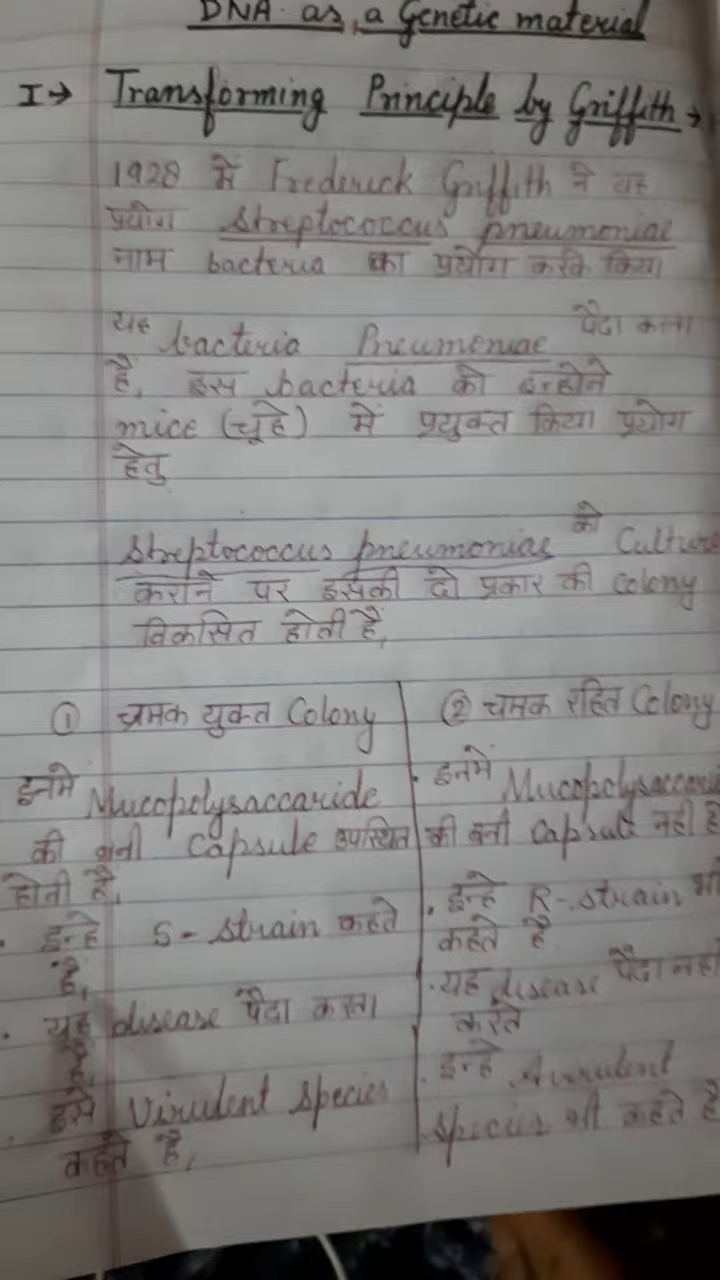 DNA as a Genetic material
I → Transforming Principle by Griffith →
1928 में Frederick Griffith ने यह
प्रयोग Streptococcus pneumoniae
नाम bacteria का प्रयोग करके किया
यह bacteria Pneumoniae पैदा करता
है, इस bacteria को इन्होने
mice (चूहे) में प्रयुक्त किया प्रयोग
हेतु
Streptococcus pneumoniae को Culture
कराने पर इसकी दो प्रकार की Colony
विकसित होती है,
① चमक युक्त Colony
इनमे Mucopolysaccaride
की बनी Capsule उपस्थित
होती है,
. इन्हे S- Strain कहते
है,
. यह disease पैदा करता
है,
. इसे Virulent Species
कहते है,
② चमक रहित Colony
. इनमें Mucopolysaccari
की बनी Capsule नही है
. इन्हे R-Strain भी
कहते है
. यह disease पैदा नही
करते
. इन्हे Avirulent
Species भी कहते है